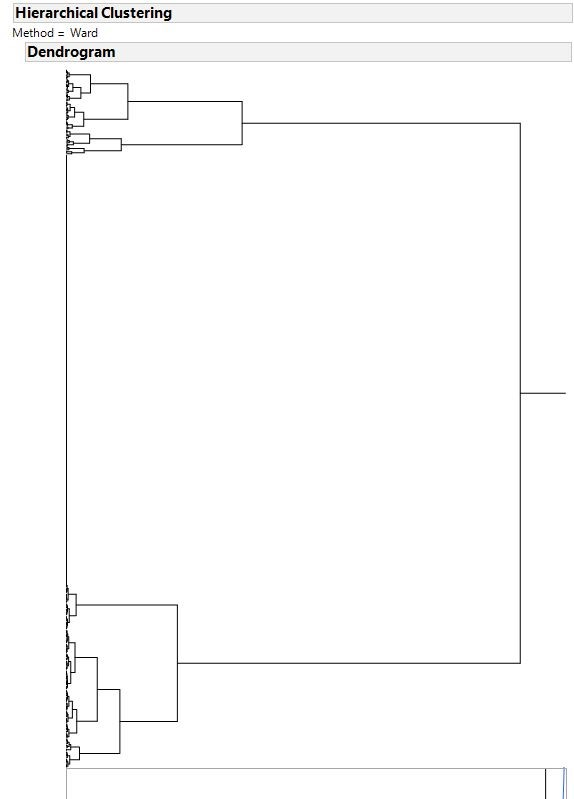 Hierarchical Clustering
Method = Ward
Dendrogram